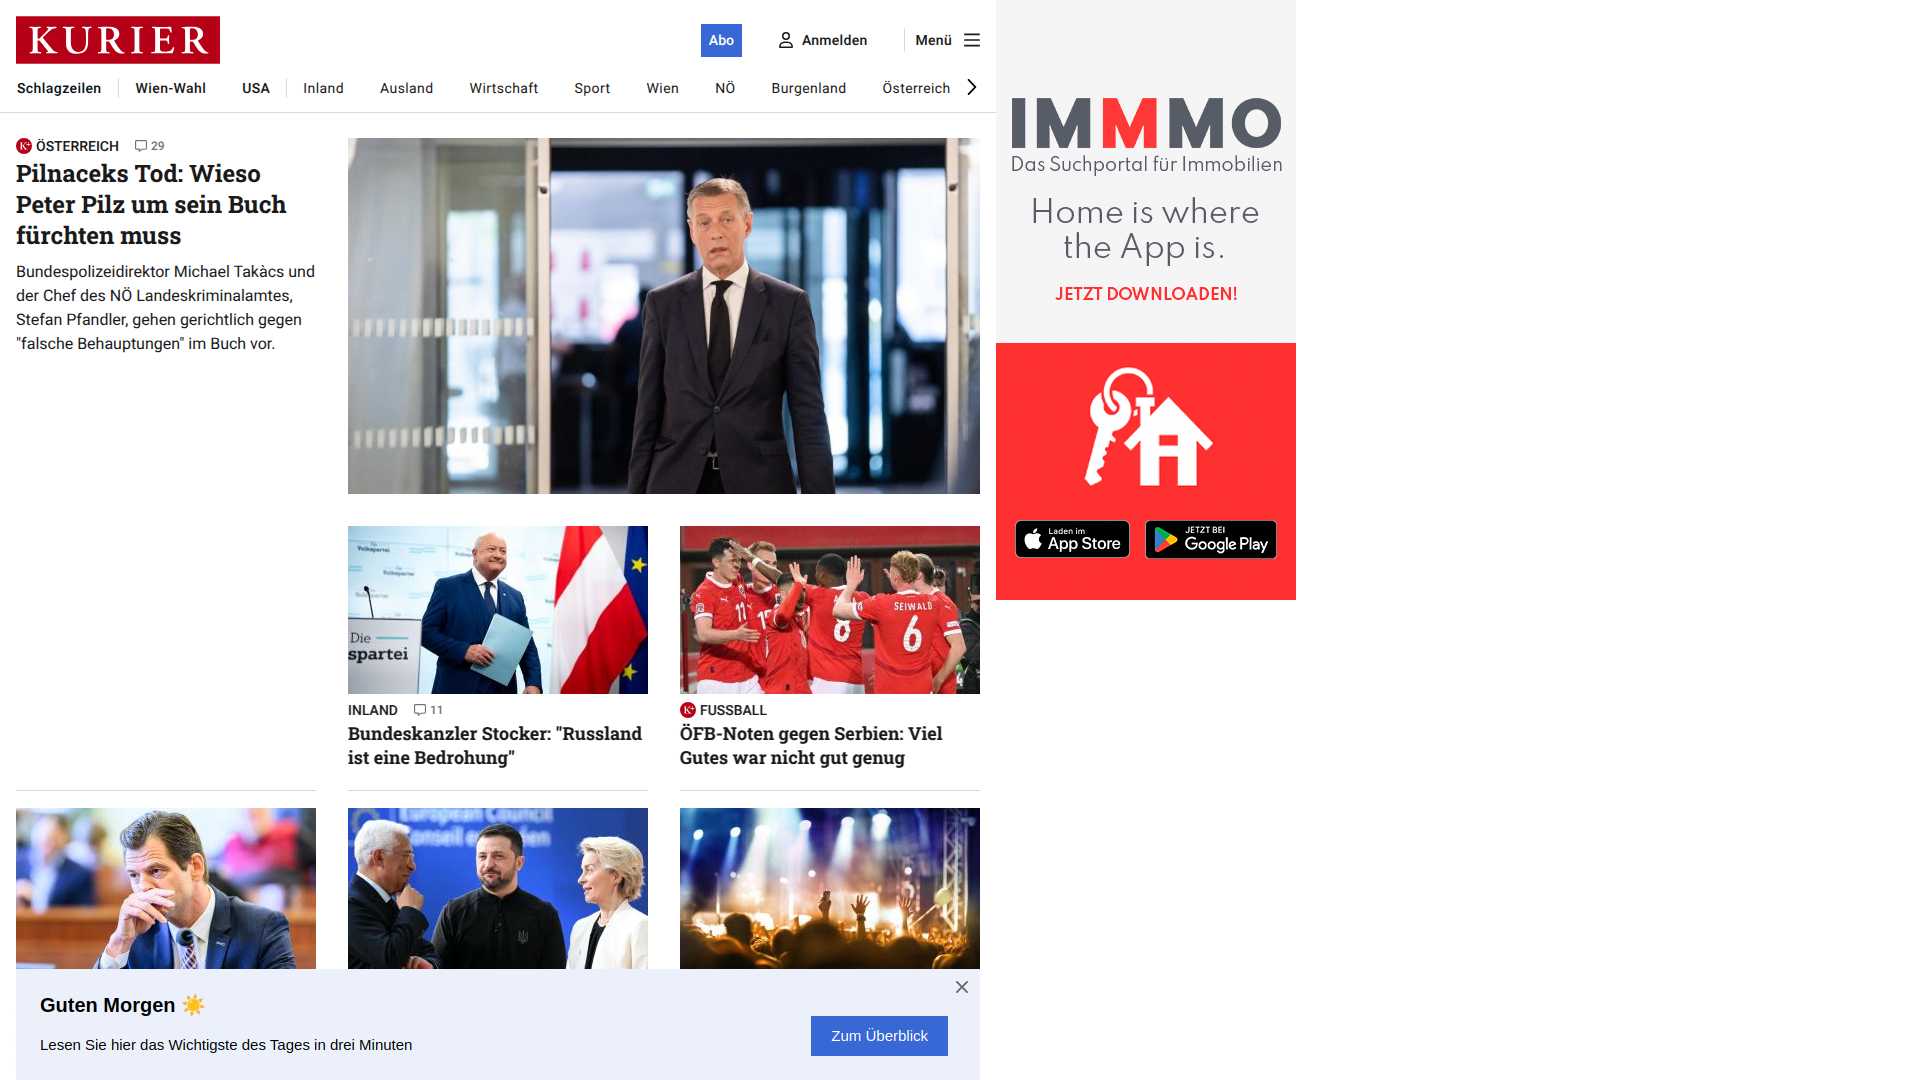 KURIER
Abo
Anmelden
Menü
Schlagzeilen
Wien-Wahl
USA
Inland
Ausland
Wirtschaft
Sport
Wien
NÖ
Burgenland
Österreich
ÖSTERREICH 29
Pilnaceks Tod: Wieso
Peter Pilz um sein Buch
fürchten muss
Bundespolizeidirektor Michael Takàcs und
der Chef des NÖ Landeskriminalamtes,
Stefan Pfandler, gehen gerichtlich gegen
"falsche Behauptungen" im Buch vor.
Volkspartei
Die
spartei
INLAND 11
Bundeskanzler Stocker: "Russland
ist eine Bedrohung"
11
8
SEIWALD
6
K+ FUSSBALL
ÖFB-Noten gegen Serbien: Viel
Gutes war nicht gut genug
European Council
Guten Morgen ☀️
Lesen Sie hier das Wichtigste des Tages in drei Minuten
Zum Überblick
IMMMO
Das Suchportal für Immobilien
Home is where
the App is.
JETZT DOWNLOADEN!
Laden im
App Store
JETZT BEI
Google Play